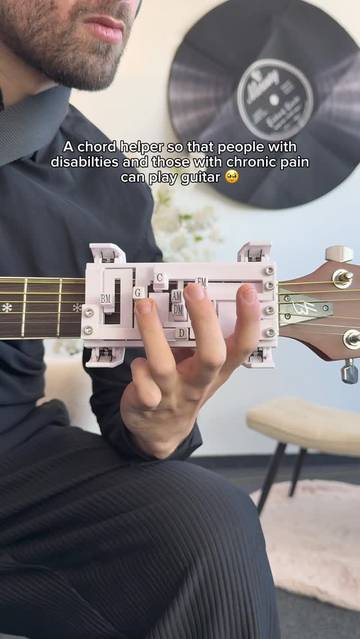 A chord helper so that people with
disabilties and those with chronic pain
can play guitar 🥹
C
EM
BM
G
AM
DM
D